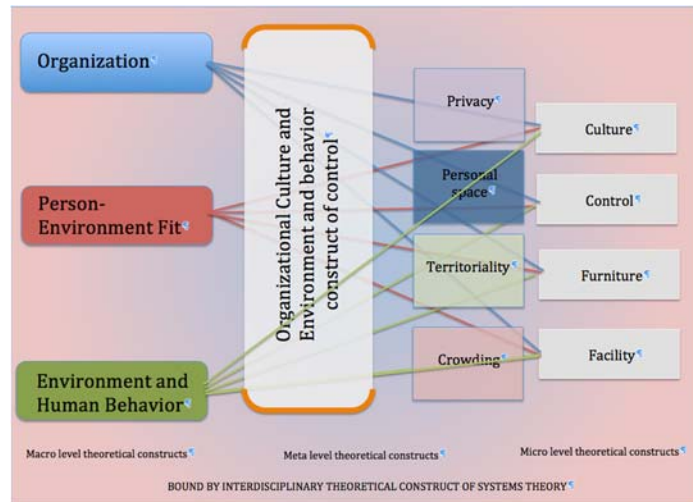 Organization
Person-
Environment Fit
Environment and
Human Behavior
Organizational Culture and
Environment and behavior
construct of control
Privacy
Personal
space
Territoriality
Crowding
Culture
Control
Furniture
Facility
Macro level theoretical constructs
Meta level theoretical constructs
Micro level theoretical constructs
BOUND BY INTERDISCIPLINARY THEORETICAL CONSTRUCT OF SYSTEMS THEORY